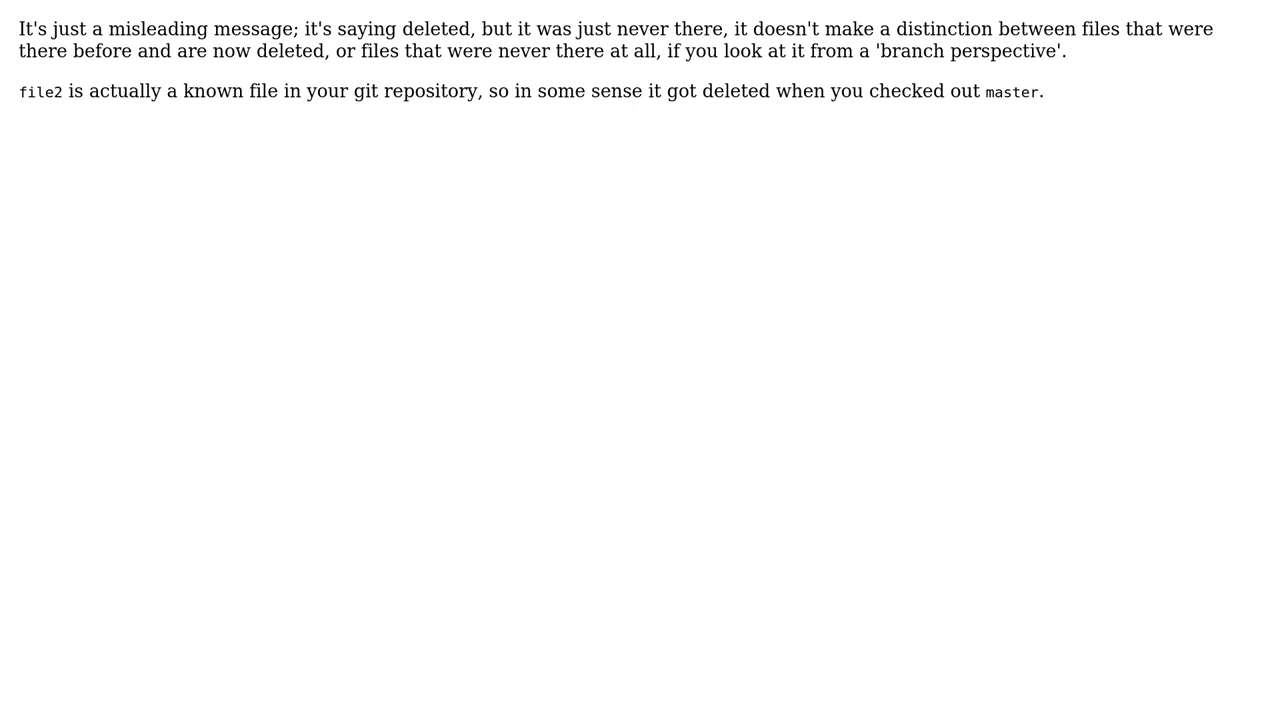 It's just a misleading message; it's saying deleted, but it was just never there, it doesn't make a distinction between files that were
there before and are now deleted, or files that were never there at all, if you look at it from a 'branch perspective'.
file2 is actually a known file in your git repository, so in some sense it got deleted when you checked out master.